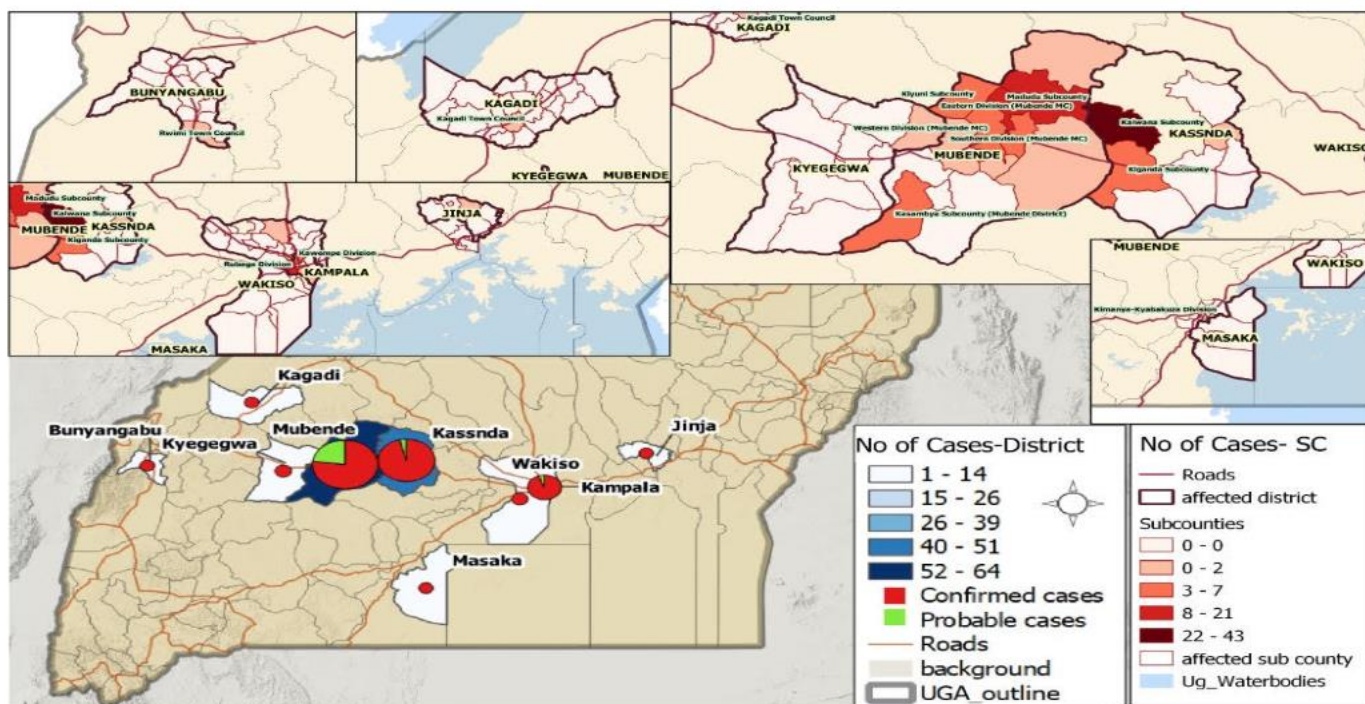 BUNYANGABU
Rwimi Town Council
KAGADI
Kagadi Town Council
KYEGEGWA
MUBENDE
Kagadi Town Council
KAGADI
Kiyuni Subcounty
Madudu Subcounty
Eastern Division (Mubende MC)
Kalwana Subcounty
Western Division (Mubende MC)
Southern Division (Mubende MC)
KASSNDA
WAKISO
MUBENDE
KYEGEGWA
Kiganda Subcounty
Kasambya Subcounty (Mubende District)
Madudu Subcounty
Kalwana Subcounty
MUBENDE
KASSNDA
Kiganda Subcounty
JINJA
Kawempe Division
Rubaga Division
KAMPALA
WAKISO
MASAKA
MUBENDE
WAKISO
Kimanya-Kyabakuza Division
MASAKA
Kagadi
Bunyangabu
Mubende
Kyegegwa
Kassnda
Jinja
Wakiso
Kampala
Masaka
No of Cases-District
1 - 14
15 - 26
26 - 39
40 - 51
52 - 64
Confirmed cases
Probable cases
Roads
background
UGA_outline
No of Cases- SC
Roads
affected district
Subcounties
0 - 0
0 - 2
3 - 7
8 - 21
22 - 43
affected sub county
Ug_Waterbodies